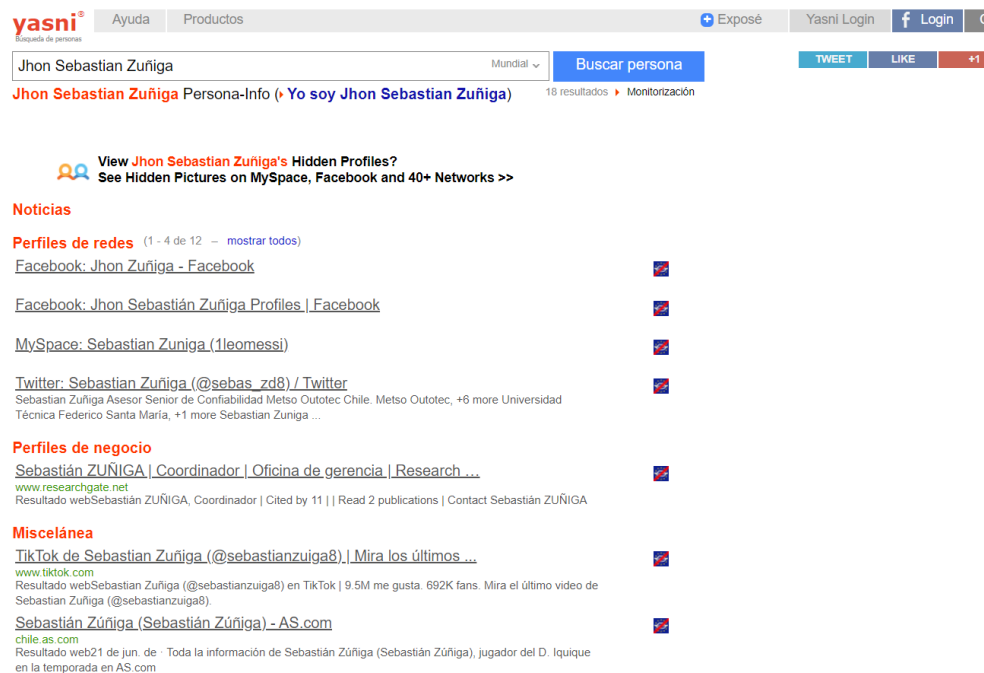 yasni®
Búsqueda de personas
Ayuda
Productos
Exposé
Yasni Login
f Login
Jhon Sebastian Zuñiga
Mundial
Buscar persona
TWEET
LIKE
+1
Jhon Sebastian Zuñiga Persona-Info ( Yo soy Jhon Sebastian Zuñiga)
18 resultados
Monitorización
View Jhon Sebastian Zuñiga's Hidden Profiles?
See Hidden Pictures on MySpace, Facebook and 40+ Networks >>
Noticias
Perfiles de redes (1 - 4 de 12 – mostrar todos)
Facebook: Jhon Zuñiga - Facebook
Facebook: Jhon Sebastián Zuñiga Profiles | Facebook
MySpace: Sebastian Zuniga (1leomessi)
Twitter: Sebastian Zuñiga (@sebas_zd8) / Twitter
Sebastian Zuñiga Asesor Senior de Confiabilidad Metso Outotec Chile. Metso Outotec, +6 more Universidad
Técnica Federico Santa María, +1 more Sebastian Zuniga ...
Perfiles de negocio
Sebastián ZUÑIGA | Coordinador | Oficina de gerencia | Research ...
www.researchgate.net
Resultado webSebastián ZUÑIGA, Coordinador | Cited by 11 | | Read 2 publications | Contact Sebastián ZUÑIGA
Miscelánea
TikTok de Sebastian Zuñiga (@sebastianzuiga8) | Mira los últimos ...
www.tiktok.com
Resultado webSebastian Zuñiga (@sebastianzuiga8) en TikTok | 9.5M me gusta. 692K fans. Mira el último video de
Sebastian Zuñiga (@sebastianzuiga8).
Sebastián Zúñiga (Sebastián Zúñiga) - AS.com
chile.as.com
Resultado web21 de jun. de · Toda la información de Sebastián Zúñiga (Sebastián Zúñiga), jugador del D. Iquique
en la temporada en AS.com